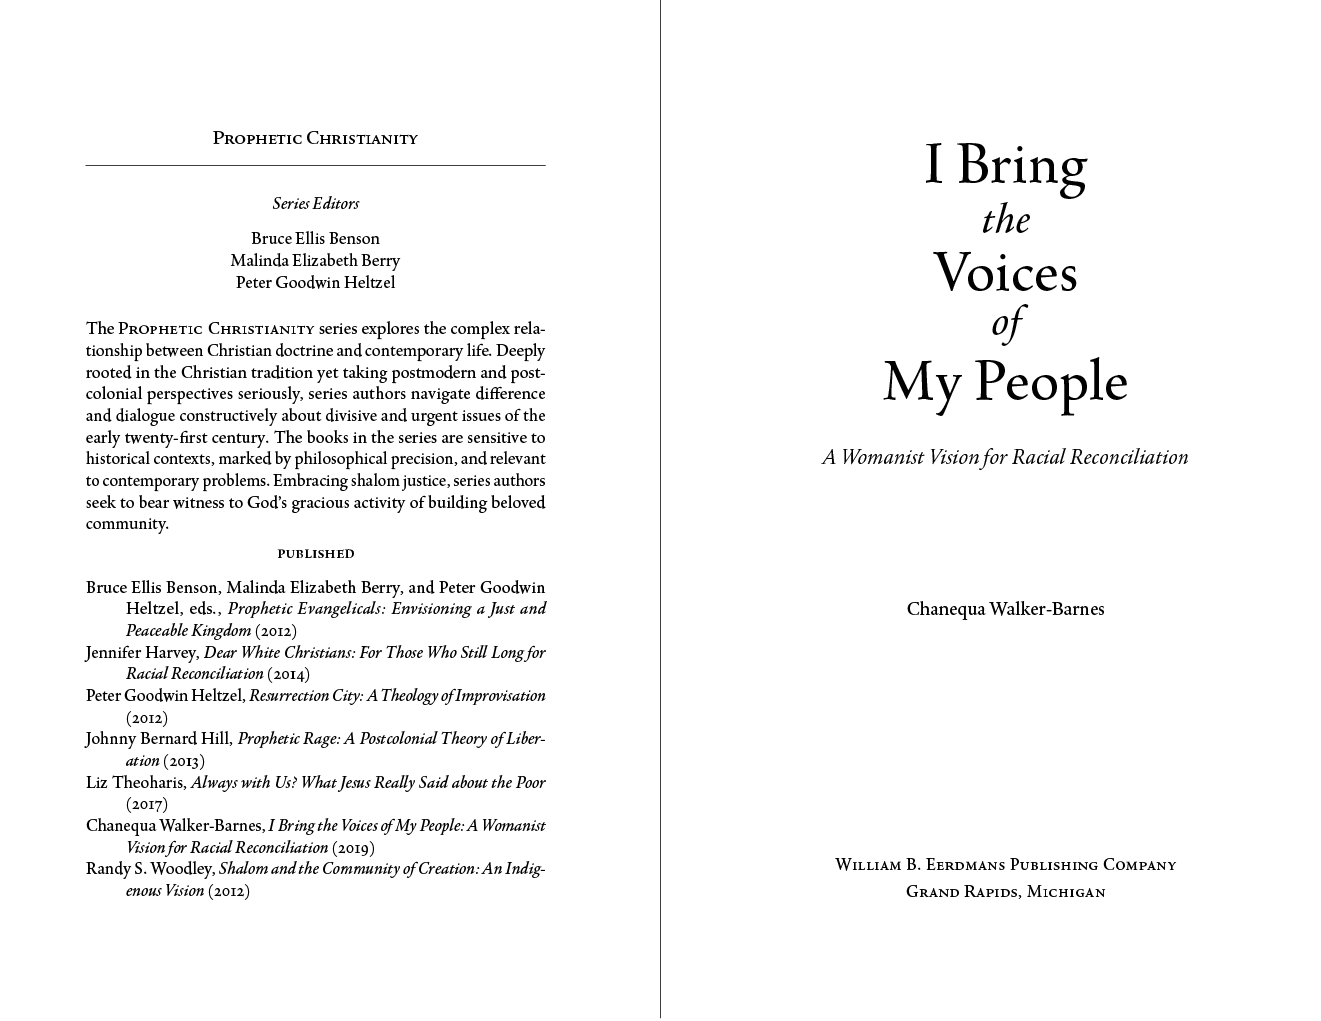 Prophetic Christianity
Series Editors
Bruce Ellis Benson
Malinda Elizabeth Berry
Peter Goodwin Heltzel
The Prophetic Christianity series explores the complex rela-
tionship between Christian doctrine and contemporary life. Deeply
rooted in the Christian tradition yet taking postmodern and post-
colonial perspectives seriously, series authors navigate difference
and dialogue constructively about divisive and urgent issues of the
early twenty-first century. The books in the series are sensitive to
historical contexts, marked by philosophical precision, and relevant
to contemporary problems. Embracing shalom justice, series authors
seek to bear witness to God’s gracious activity of building beloved
community.
published
Bruce Ellis Benson, Malinda Elizabeth Berry, and Peter Goodwin
Heltzel, eds., Prophetic Evangelicals: Envisioning a Just and
Peaceable Kingdom (2012)
Jennifer Harvey, Dear White Christians: For Those Who Still Long for
Racial Reconciliation (2014)
Peter Goodwin Heltzel, Resurrection City: A Theology of Improvisation
(2012)
Johnny Bernard Hill, Prophetic Rage: A Postcolonial Theory of Liber-
ation (2013)
Liz Theoharis, Always with Us? What Jesus Really Said about the Poor
(2017)
Chanequa Walker-Barnes, I Bring the Voices of My People: A Womanist
Vision for Racial Reconciliation (2019)
Randy S. Woodley, Shalom and the Community of Creation: An Indig-
enous Vision (2012)
I Bring
the
Voices
of
My People
A Womanist Vision for Racial Reconciliation
Chanequa Walker-Barnes
William B. Eerdmans Publishing Company
Grand Rapids, Michigan